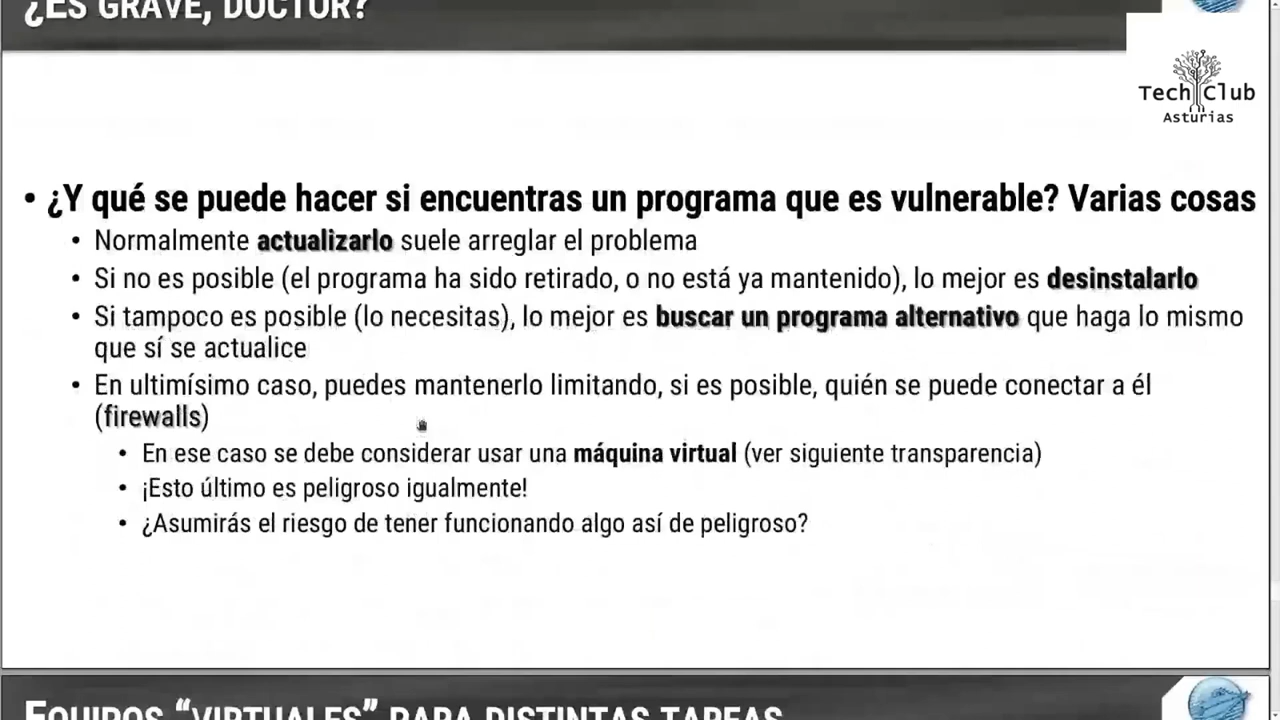 ¿ES GRAVE, DOCTOR?
Tech Club
Asturias
• ¿Y qué se puede hacer si encuentras un programa que es vulnerable? Varias cosas
• Normalmente actualizarlo suele arreglar el problema
• Si no es posible (el programa ha sido retirado, o no está ya mantenido), lo mejor es desinstalarlo
• Si tampoco es posible (lo necesitas), lo mejor es buscar un programa alternativo que haga lo mismo
que sí se actualice
• En ultimísimo caso, puedes mantenerlo limitando, si es posible, quién se puede conectar a él
(firewalls)
• En ese caso se debe considerar usar una máquina virtual (ver siguiente transparencia)
• ¡Esto último es peligroso igualmente!
• ¿Asumirás el riesgo de tener funcionando algo así de peligroso?
EQUIPOS “VIRTUALES” PARA DISTINTAS TAREAS